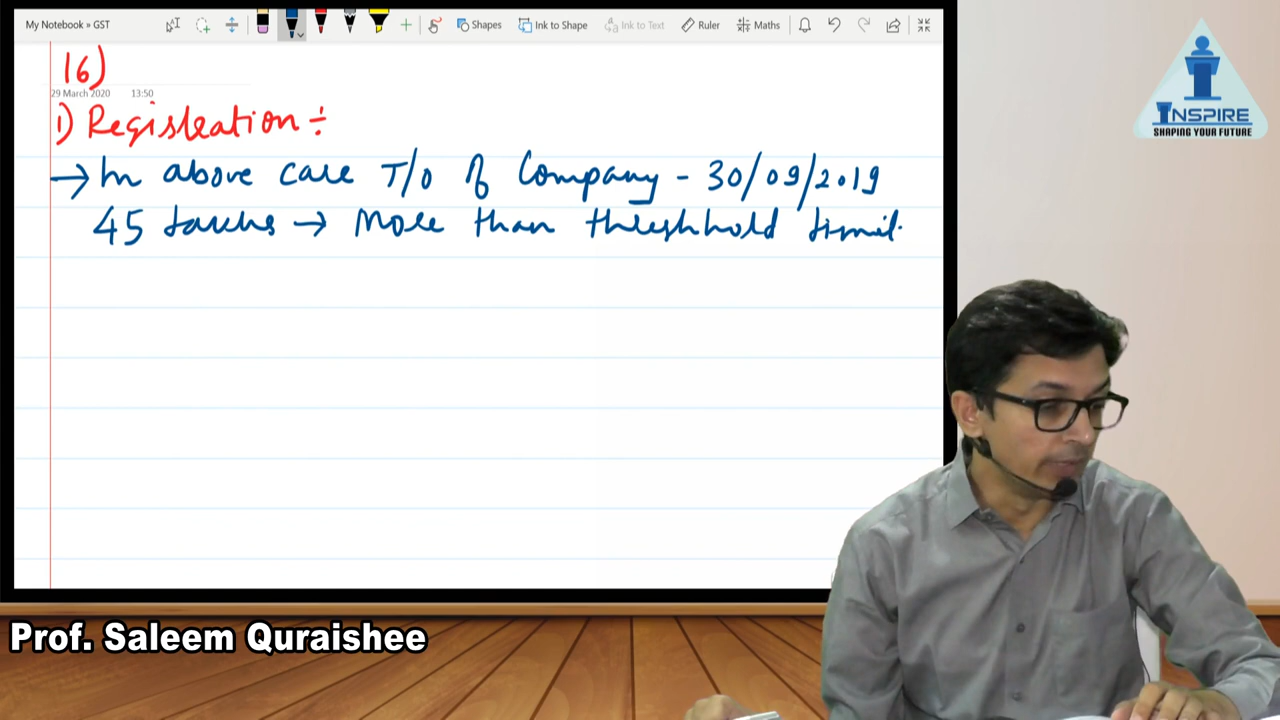 My Notebook » GST
Shapes
Ink to Shape
Ink to Text
Ruler
Maths
16)
29 March 2020 13:50
1) Registration ÷
→ In above case T/O of Company - 30/09/2019
45 Lakhs → More than threshhold limit.
INSPIRE
SHAPING YOUR FUTURE
Prof. Saleem Quraishee